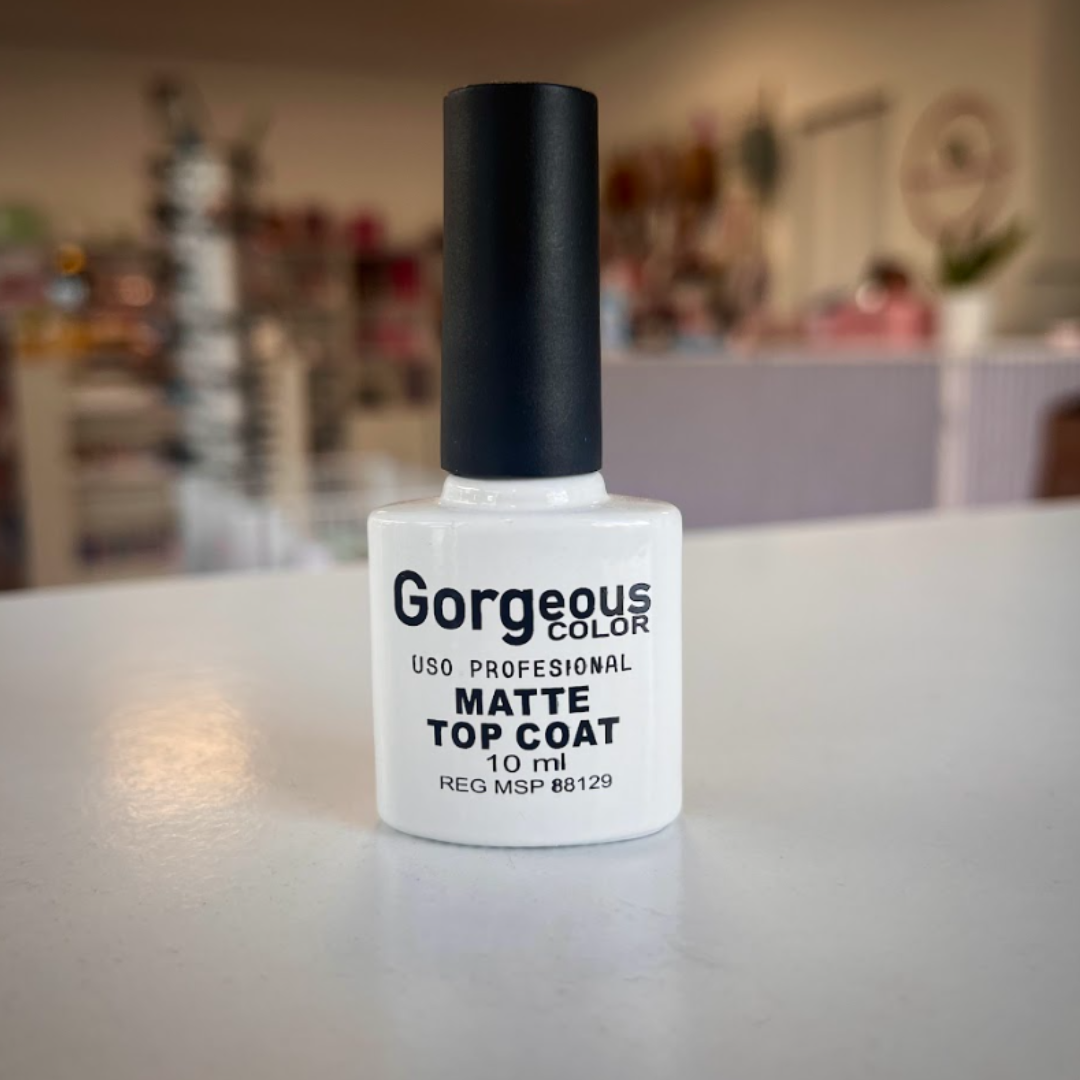 Gorgeous
COLOR
USO PROFESIONAL
MATTE
TOP COAT
10 ml
REG MSP 88129